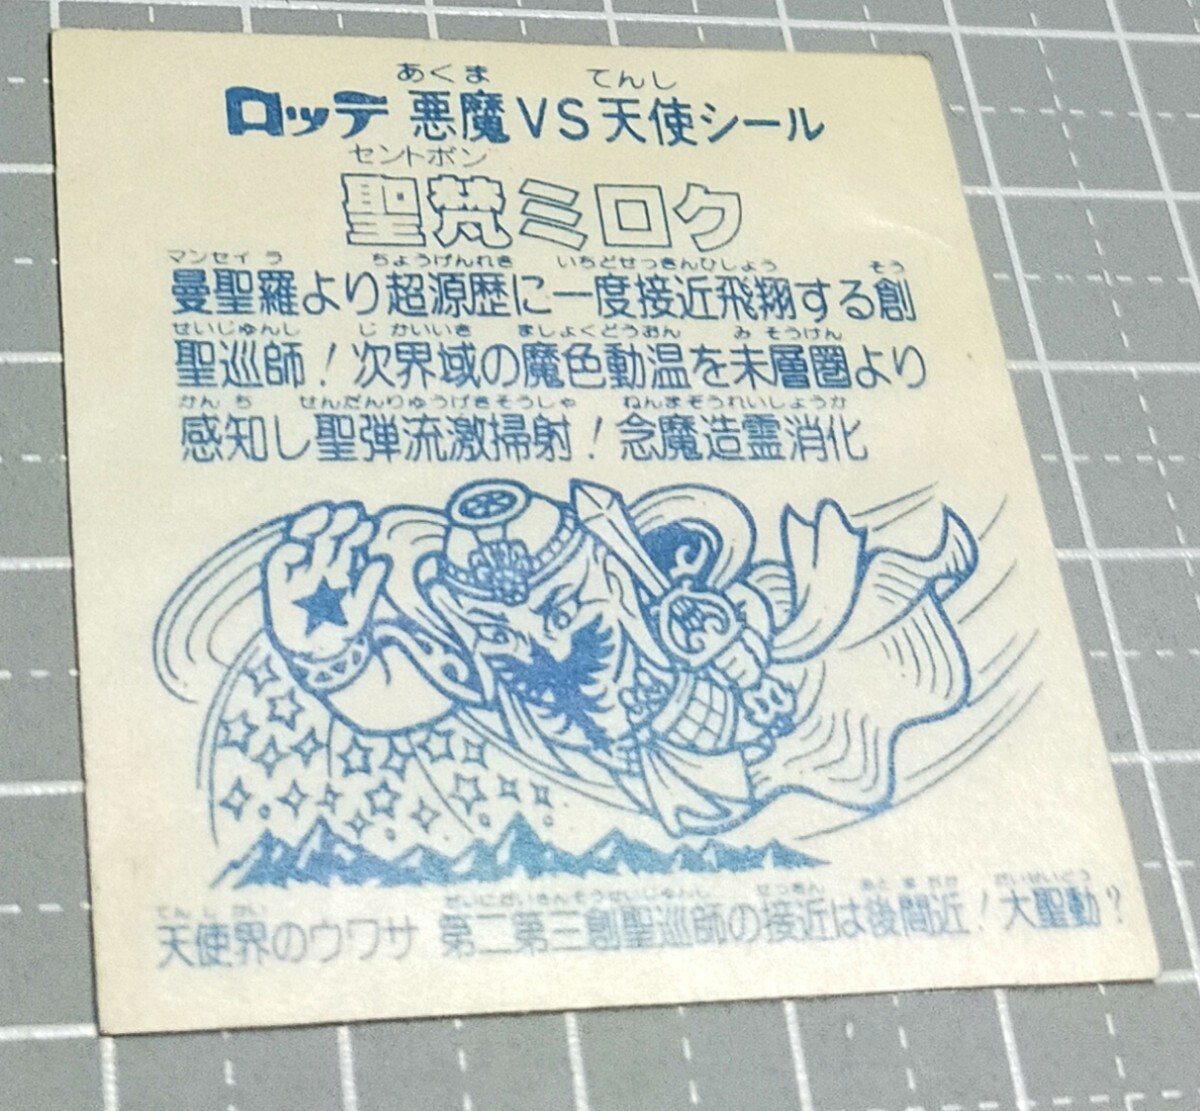 あくま てんし
ロッテ 悪魔VS天使シール
セントボン
聖梵ミロク
マンセイラ ちょうげんれき いちどせっきんひしょう そう
曼聖羅より超源歴に一度接近飛翔する創
せいじゅんし じかいいき ましょくどうおん みそうけん
聖巡師！次界域の魔色動温を未層圏より
かんち せんだんりゅうげきそうしゃ ねんまぞうれいしょうか
感知し聖弾流激掃射！念魔造霊消化
てんしかい だいにだいさんそうせいじゅんし せっきん あとまぢか だいせいどう
天使界のウワサ 第二第三創聖巡師の接近は後間近！大聖動？